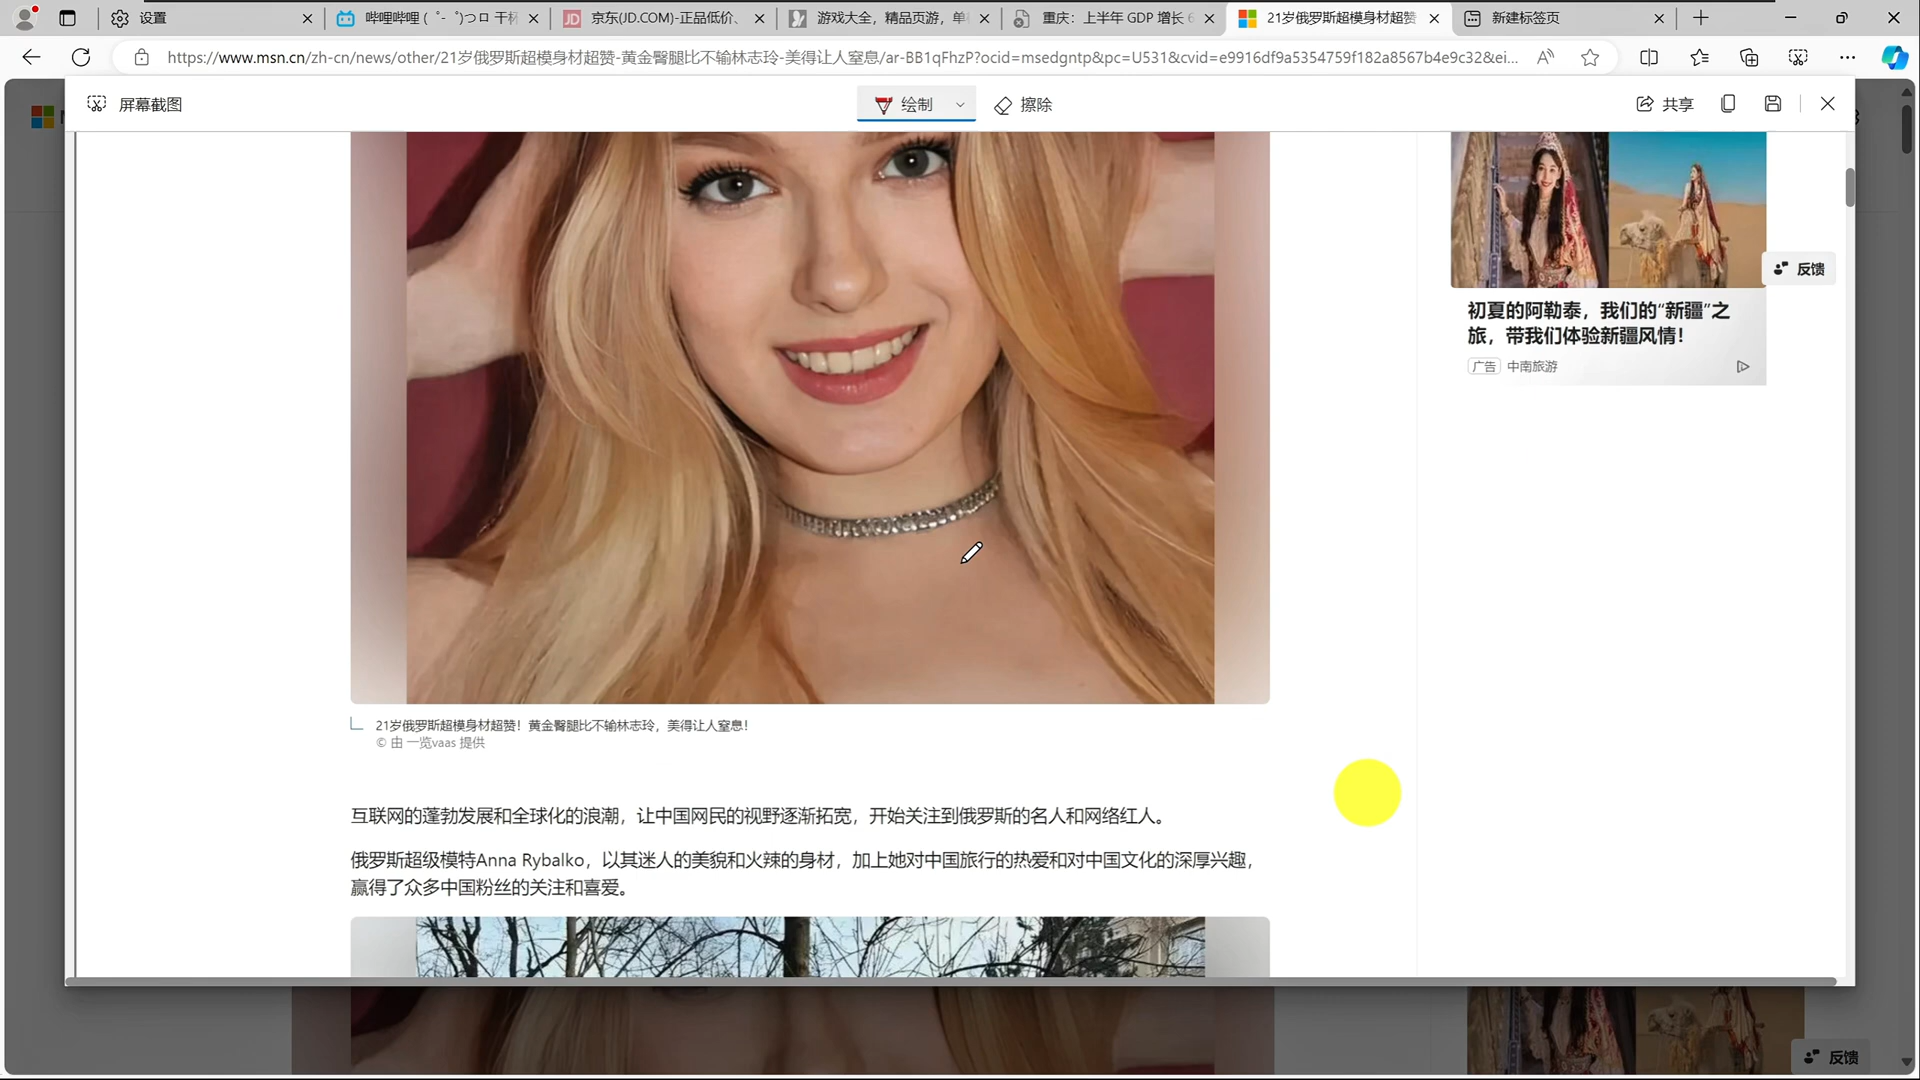 设置
哔哩哔哩 (゜-゜)つロ 干杯
京东(JD.COM)-正品低价、
游戏大全，精品页游，单
重庆：上半年 GDP 增长 6
21岁俄罗斯超模身材超赞
新建标签页
https://www.msn.cn/zh-cn/news/other/21岁俄罗斯超模身材超赞-黄金臀腿比不输林志玲-美得让人窒息/ar-BB1qFhzP?ocid=msedgntp&pc=U531&cvid=e9916df9a5354759f182a8567b4e9c32&ei...
屏幕截图
绘制
擦除
共享
反馈
初夏的阿勒泰，我们的“新疆”之
旅，带我们体验新疆风情！
广告 中南旅游
21岁俄罗斯超模身材超赞！黄金臀腿比不输林志玲，美得让人窒息！
© 由 一览vaas 提供
互联网的蓬勃发展和全球化的浪潮，让中国网民的视野逐渐拓宽，开始关注到俄罗斯的名人和网络红人。
俄罗斯超级模特Anna Rybalko，以其迷人的美貌和火辣的身材，加上她对中国旅行的热爱和对中国文化的深厚兴趣，
赢得了众多中国粉丝的关注和喜爱。
反馈